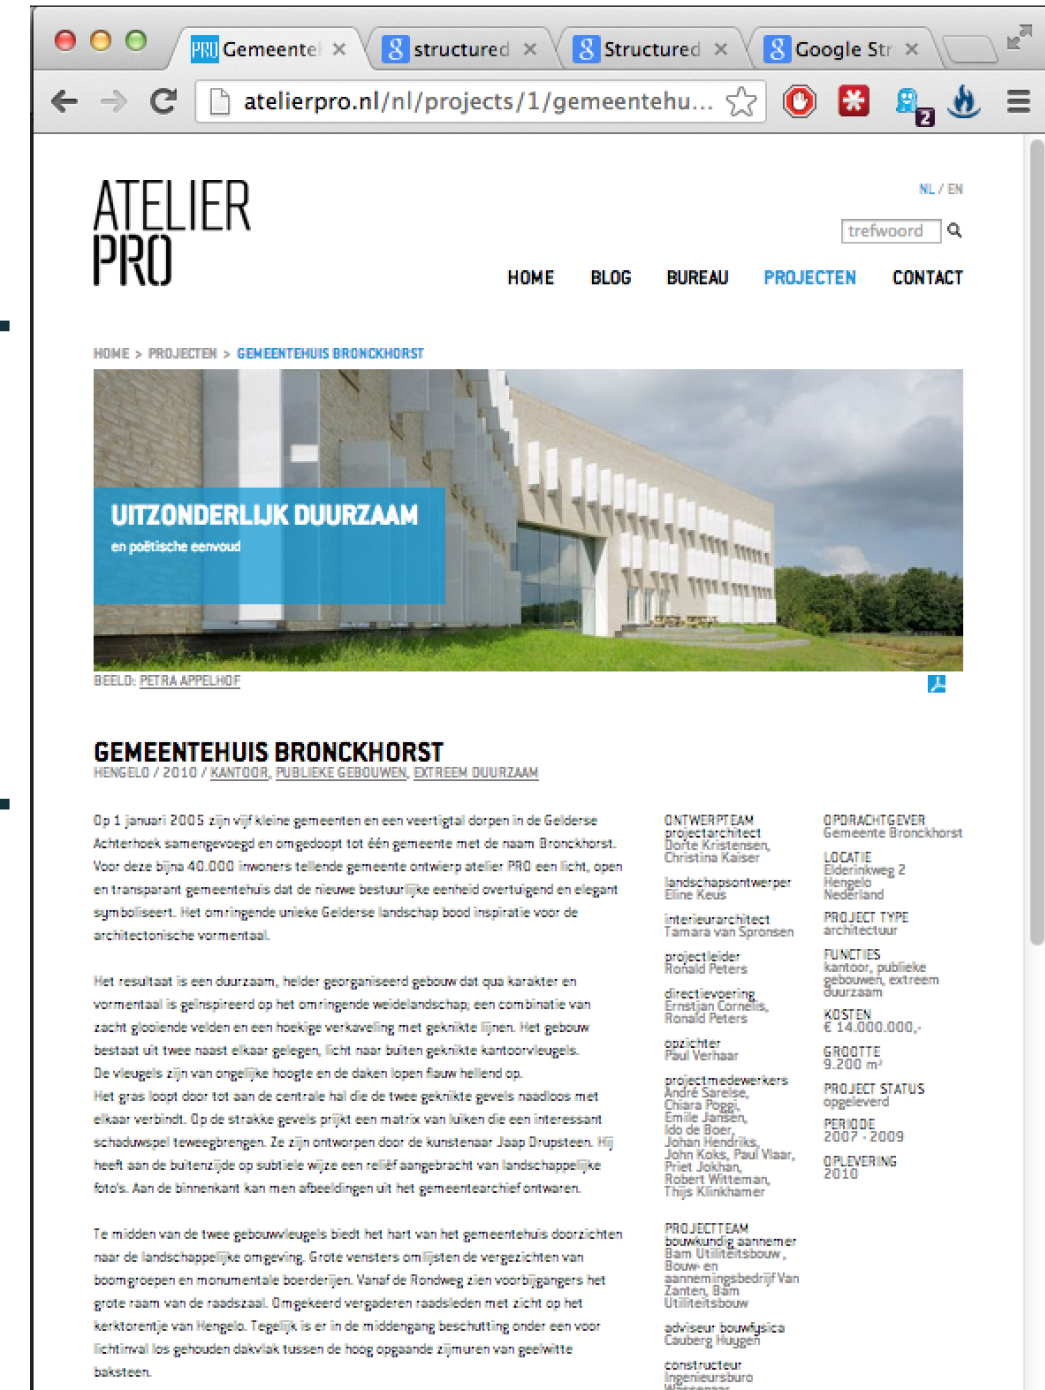 PRO Gemeentel
structured
Structured
Google Str
atelierpro.nl/nl/projects/1/gemeentehu...
2
ATELIER
PRO
NL / EN
trefwoord
HOME BLOG BUREAU PROJECTEN CONTACT
HOME > PROJECTEN > GEMEENTEHUIS BRONCKHORST
UITZONDERLIJK DUURZAAM
en poëtische eenvoud
BEELD: PETRA APPELHOF
GEMEENTEHUIS BRONCKHORST
HENGELO / 2010 / KANTOOR, PUBLIEKE GEBOUWEN, EXTREEM DUURZAAM
Op 1 januari 2005 zijn vijf kleine gemeenten en een veertigtal dorpen in de Gelderse
Achterhoek samengevoegd en omgedoopt tot één gemeente met de naam Bronckhorst.
Voor deze bijna 40.000 inwoners tellende gemeente ontwierp atelier PRO een licht, open
en transparant gemeentehuis dat de nieuwe bestuurlijke eenheid overtuigend en elegant
symboliseert. Het omringende unieke Gelderse landschap bood inspiratie voor de
architectonische vormentaal.
Het resultaat is een duurzaam, helder georganiseerd gebouw dat qua karakter en
vormentaal is geïnspireerd op het omringende weidelandschap; een combinatie van
zacht glooiende velden en een hoekige verkaveling met geknikte lijnen. Het gebouw
bestaat uit twee naast elkaar gelegen, licht naar buiten geknikte kantoorvleugels.
De vleugels zijn van ongelijke hoogte en de daken lopen flauw hellend op.
Het gras loopt door tot aan de centrale hal die de twee geknikte gevels naadloos met
elkaar verbindt. Op de strakke gevels prijkt een matrix van luiken die een interessant
schaduwspel teweegbrengen. Ze zijn ontworpen door de kunstenaar Jaap Drupsteen. Hij
heeft aan de buitenzijde op subtiele wijze een reliëf aangebracht van landschappelijke
foto's. Aan de binnenkant kan men afbeeldingen uit het gemeentearchief ontwaren.
Te midden van de twee gebouwvleugels biedt het hart van het gemeentehuis doorzichten
naar de landschappelijke omgeving. Grote vensters omlijsten de vergezichten van
boomgroepen en monumentale boerderijen. Vanaf de Rondweg zien voorbijgangers het
grote raam van de raadszaal. Omgekeerd vergaderen raadsleden met zicht op het
kerktorentje van Hengelo. Tegelijk is er in de middengang beschutting onder een voor
lichtinval los gehouden dakvlak tussen de hoog opgaande zijmuren van geelwitte
baksteen.
ONTWERPTEAM
projectarchitect
Dorte Kristensen,
Christina Kaiser
landschapsontwerper
Eline Keus
interieurarchitect
Tamara van Spronsen
projectleider
Ronald Peters
directievoering
Ernstjan Cornelis,
Ronald Peters
opzichter
Paul Verhaar
projectmedewerkers
André Sarelse,
Chiara Poggi,
Emile Jansen,
Ido de Boer,
Johan Hendriks,
John Koks, Paul Vlaar,
Priet Jokhan,
Robert Witteman,
Thijs Klinkhamer
PROJECTTEAM
bouwkundig aannemer
Bam Utiliteitsbouw,
Bouw- en
aannemingsbedrijf Van
Zanten, Bam
Utiliteitsbouw
adviseur bouwfysica
Cauberg Huygen
constructeur
Ingenieursburo
Wassenaar
OPDRACHTGEVER
Gemeente Bronckhorst
LOCATIE
Elderinkweg 2
Hengelo
Nederland
PROJECT TYPE
architectuur
FUNCTIES
kantoor, publieke
gebouwen, extreem
duurzaam
KOSTEN
€ 14.000.000,-
GROOTTE
9.200 m²
PROJECT STATUS
opgeleverd
PERIODE
2007 - 2009
OPLEVERING
2010